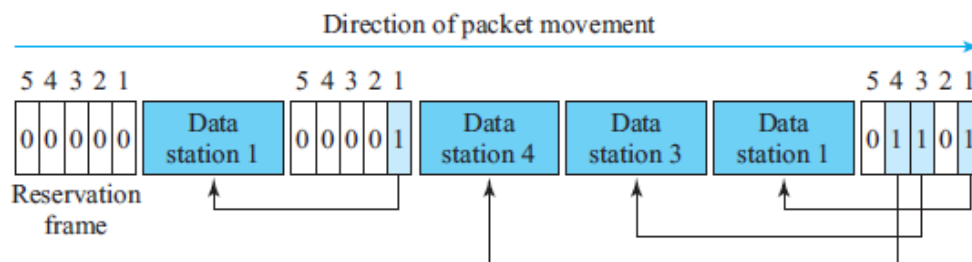 Direction of packet movement
5 4 3 2 1
5 4 3 2 1
5 4 3 2 1
0 0 0 0 0
Data
station 1
0 0 0 0 1
Data
station 4
Data
station 3
Data
station 1
0 1 1 0 1
Reservation
frame